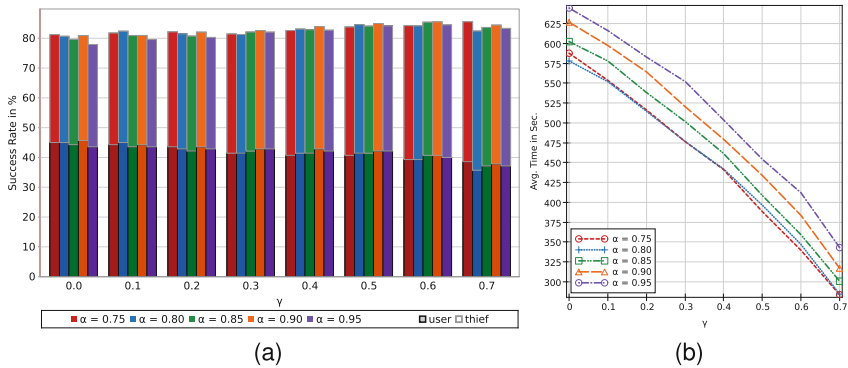 80
70
60
50
40
30
20
10
0
Success Rate in %
0.0 0.1 0.2 0.3 0.4 0.5 0.6 0.7
γ
α = 0.75 α = 0.80 α = 0.85 α = 0.90 α = 0.95 user thief
(a)
625
600
575
550
525
500
475
450
425
400
375
350
325
300
Avg. Time in Sec.
α = 0.75
α = 0.80
α = 0.85
α = 0.90
α = 0.95
0 0.1 0.2 0.3 0.4 0.5 0.6 0.7
γ
(b)